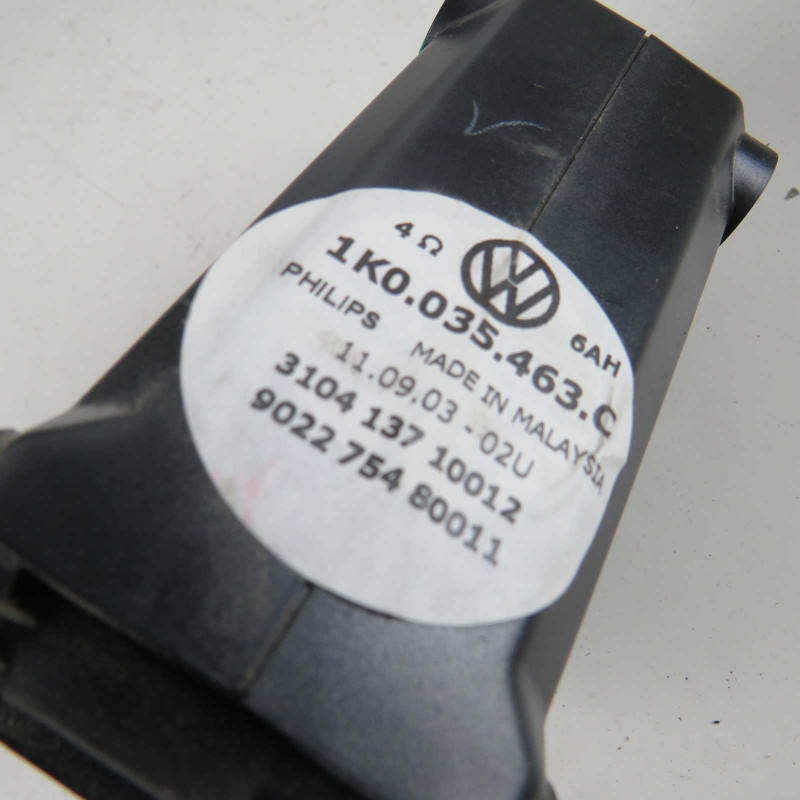 4 Ω
1K0.035.463.C
PHILIPS
6AH
MADE IN MALAYSIA
11.09.03 - 02U
3104 137 10012
9022 754 80011